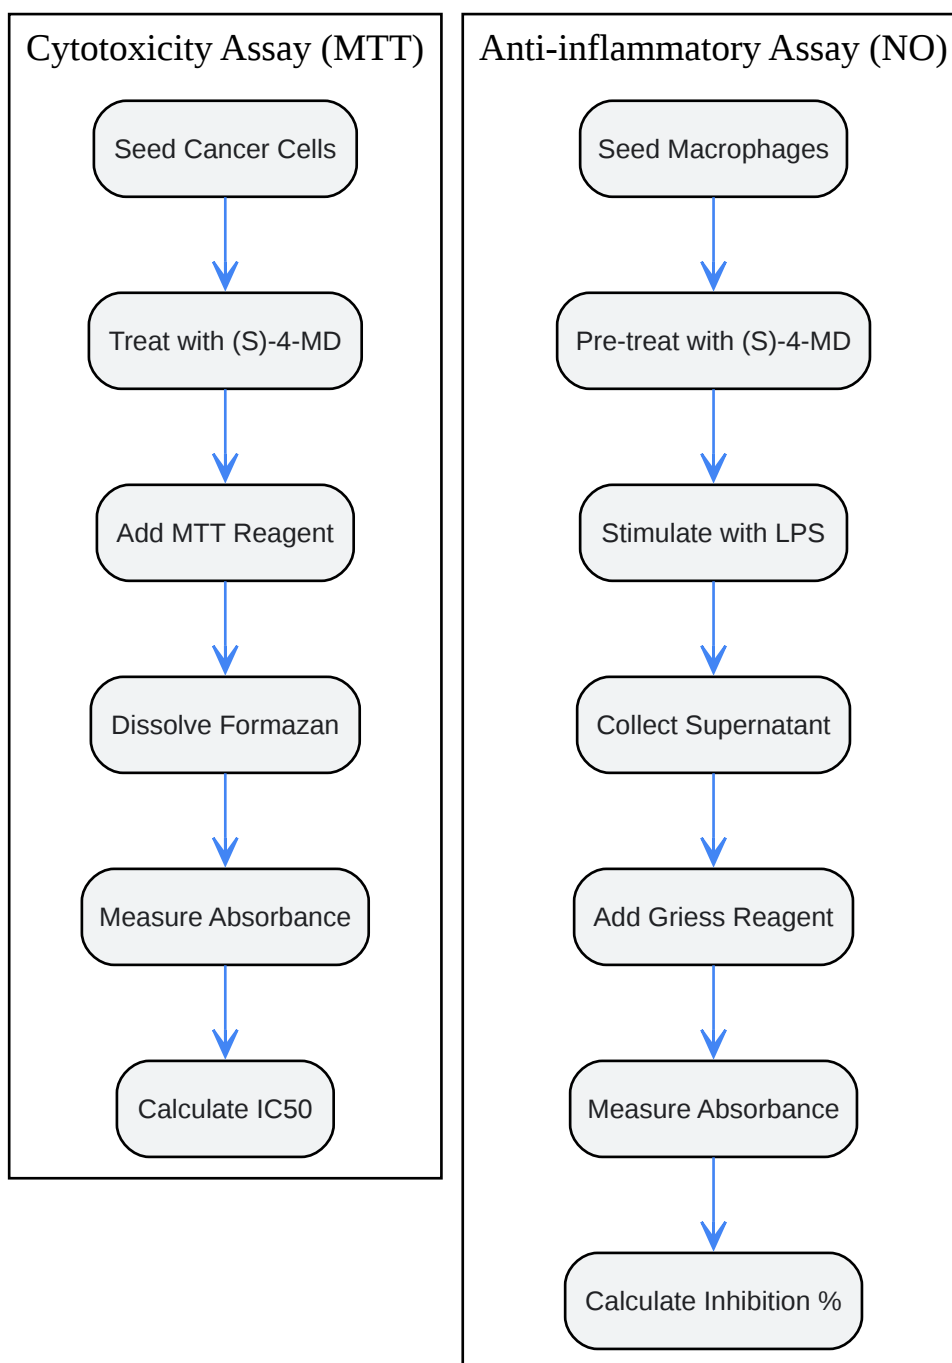 Cytotoxicity Assay (MTT)
Seed Cancer Cells
Treat with (S)-4-MD
Add MTT Reagent
Dissolve Formazan
Measure Absorbance
Calculate IC50
Anti-inflammatory Assay (NO)
Seed Macrophages
Pre-treat with (S)-4-MD
Stimulate with LPS
Collect Supernatant
Add Griess Reagent
Measure Absorbance
Calculate Inhibition %